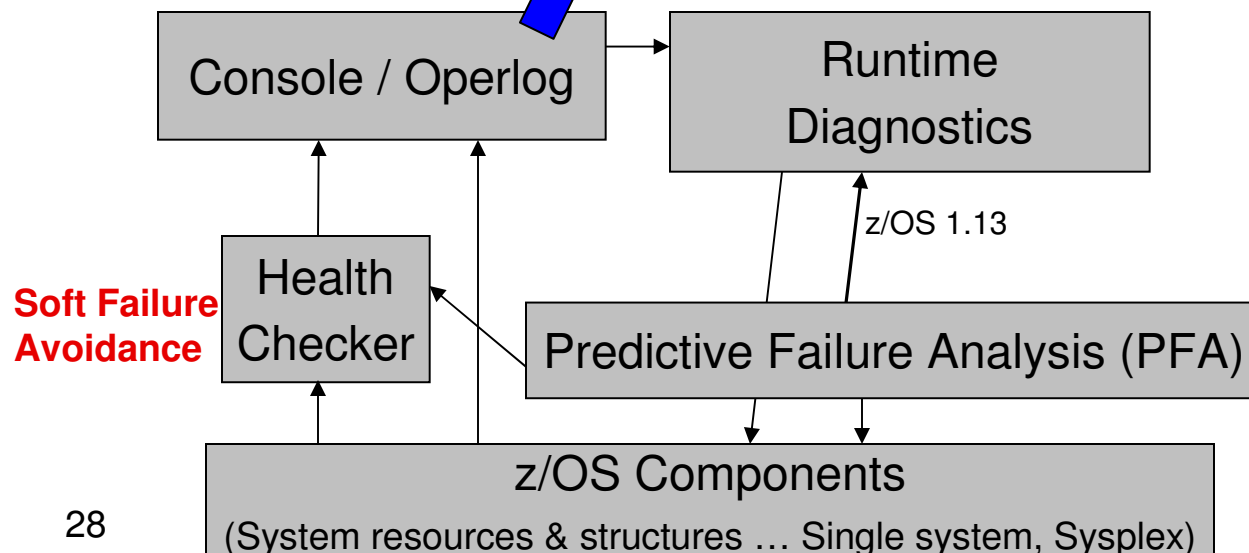 Console / Operlog
Runtime
Diagnostics
z/OS 1.13
Health
Checker
Soft Failure
Avoidance
Predictive Failure Analysis (PFA)
z/OS Components
(System resources & structures … Single system, Sysplex)
28